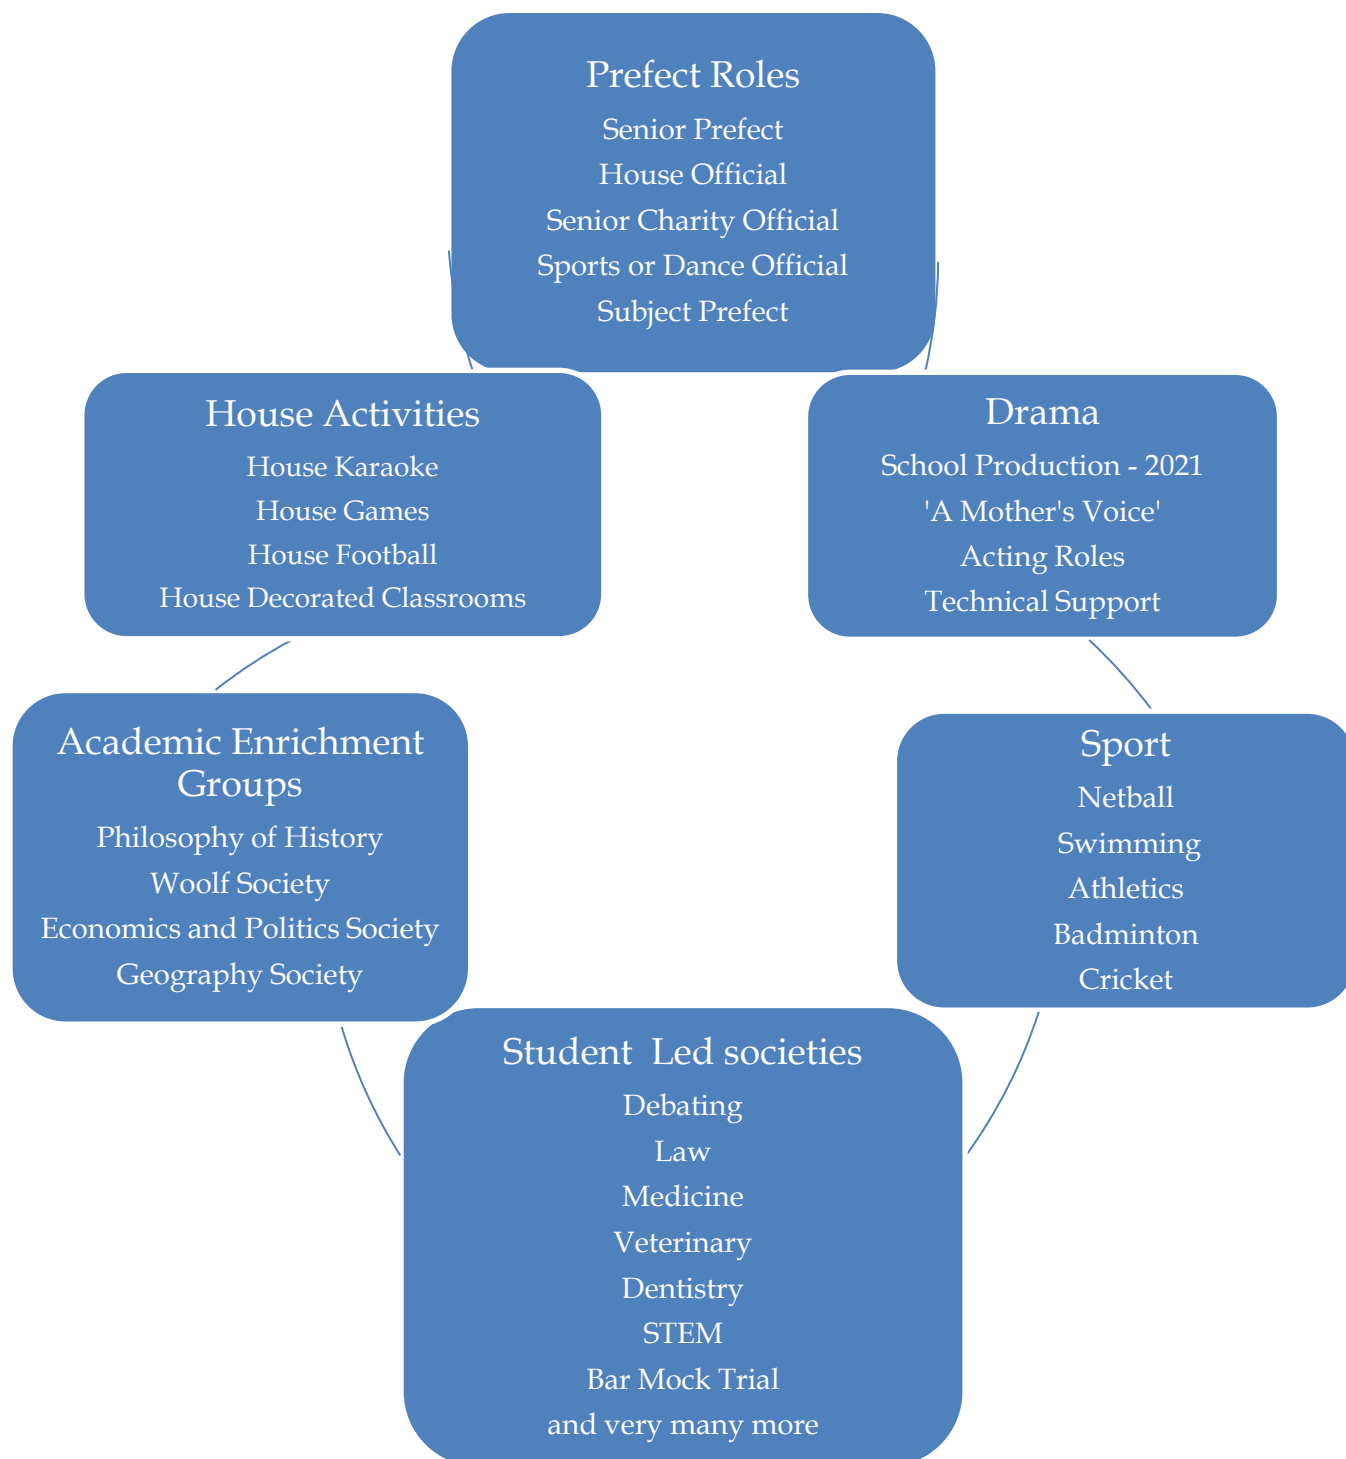 Prefect Roles
Senior Prefect
House Official
Senior Charity Official
Sports or Dance Official
Subject Prefect
House Activities
House Karaoke
House Games
House Football
House Decorated Classrooms
Drama
School Production - 2021
'A Mother's Voice'
Acting Roles
Technical Support
Academic Enrichment
Groups
Philosophy of History
Woolf Society
Economics and Politics Society
Geography Society
Sport
Netball
Swimming
Athletics
Badminton
Cricket
Student  Led societies
Debating
Law
Medicine
Veterinary
Dentistry
STEM
Bar Mock Trial
and very many more